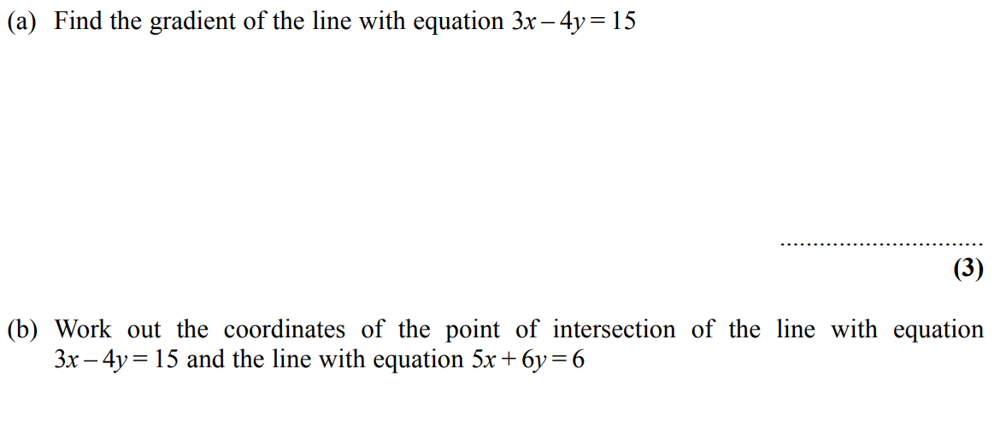 (a) Find the gradient of the line with equation 3x – 4y = 15
...............................
(3)
(b) Work out the coordinates of the point of intersection of the line with equation
3x – 4y = 15 and the line with equation 5x + 6y = 6